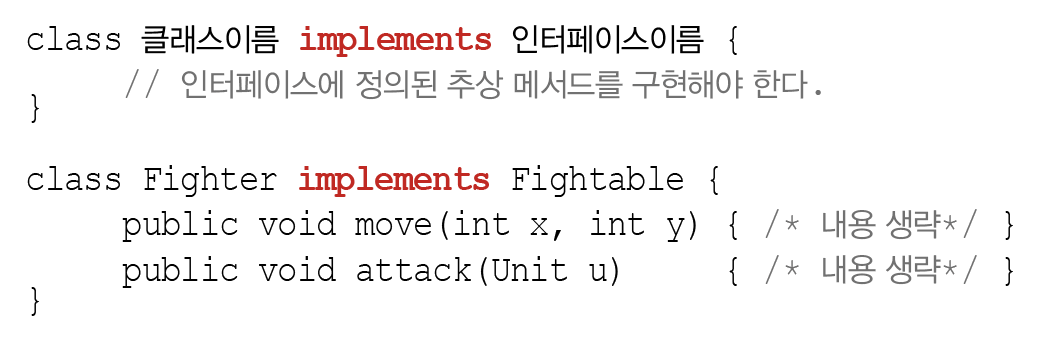 class 클래스이름 implements 인터페이스이름 {
// 인터페이스에 정의된 추상 메서드를 구현해야 한다.
}
class Fighter implements Fightable {
public void move(int x, int y) { /* 내용 생략*/ }
public void attack(Unit u) { /* 내용 생략*/ }
}